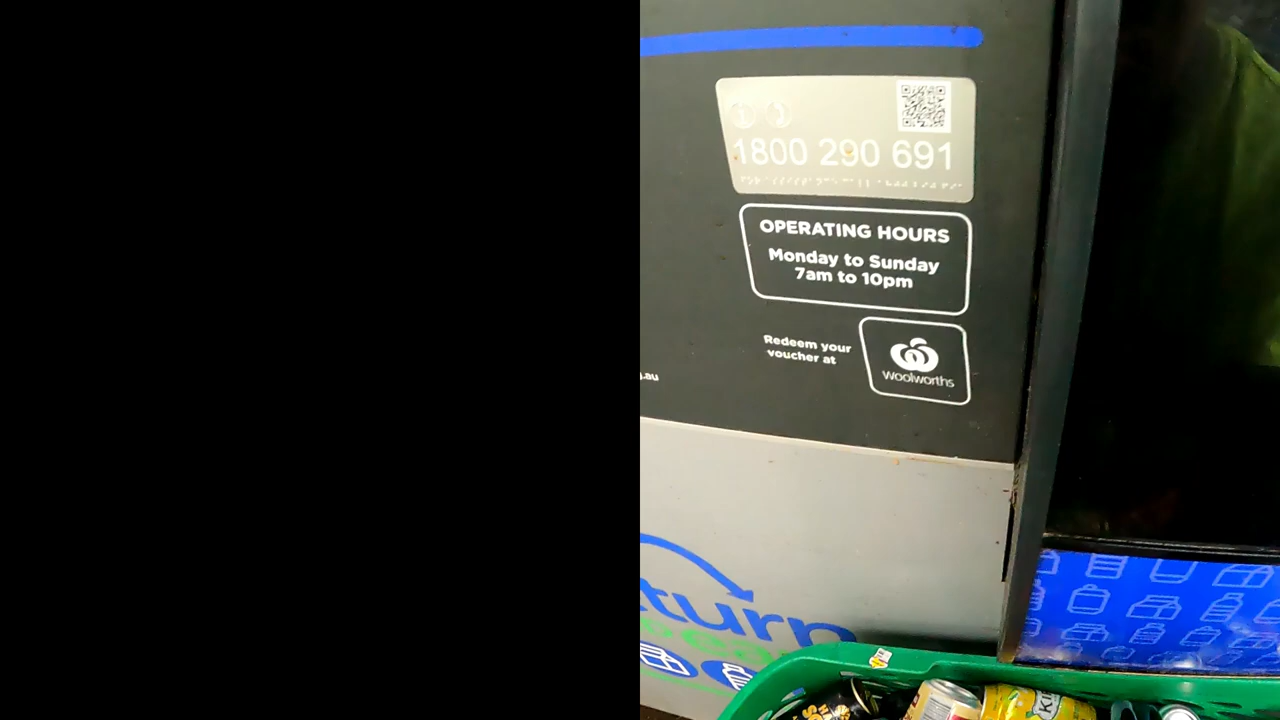 1800 290 691
OPERATING HOURS
Monday to Sunday
7am to 10pm
Redeem your
voucher at
woolworths
.au
turn